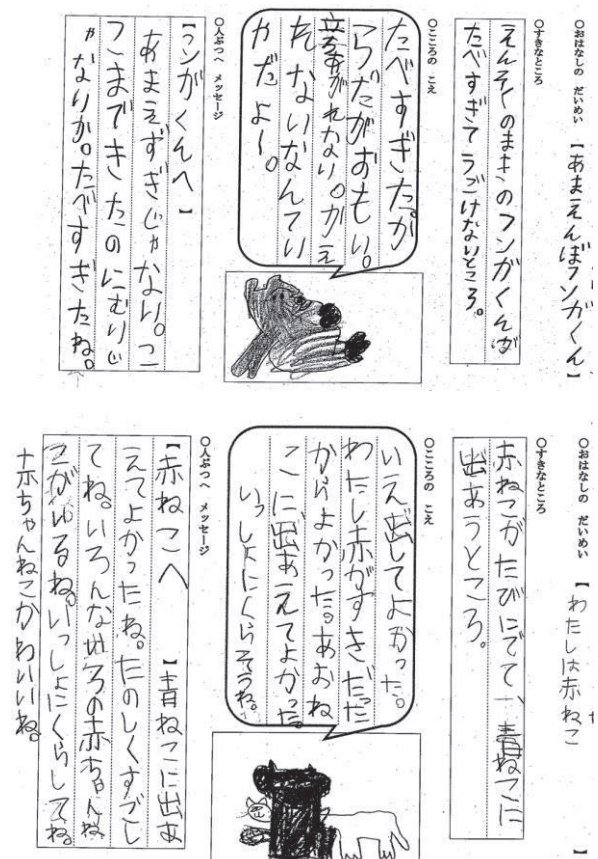 ○おはなしの だいめい 【あまえんぼフンガくん】
○すきなところ
えんそくのまえのフンガくんが
たべすぎてうごけないところ。
○こころの こえ
たべすぎたか
らだがおもい。
立ちあがれない。かえ
れないなんてい
やだよ～。
○人ぶつへ メッセージ
【フンガくんへ】
あまえすぎじゃない。こ
こまできたのにむりじ
ゃないか。たべすぎたね。
○おはなしの だいめい 【わたしは赤ねこ】
○すきなところ
赤ねこがたびにでて、青ねこに
出あうところ。
○こころの こえ
いえ出してよかった。
わたし赤がすきだった
からよかった。あおね
こに出あえてよかった。
いっしょにくらそうね。
○人ぶつへ メッセージ
【赤ねこへ 】青ねこに出あ
えてよかったね。たのしくすごし
てね。いろんな色の赤ちゃんね
こがいるね。いっしょにくらしてね。
赤ちゃんねこかわいいね。